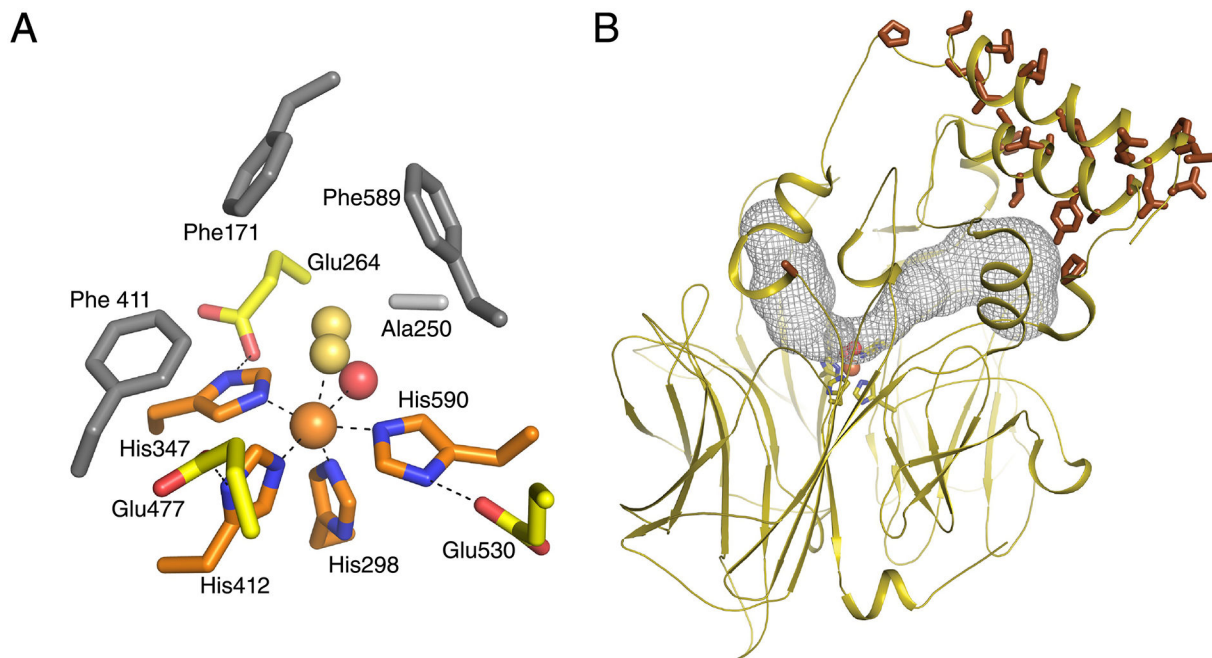 A
B
Phe589
Phe171
Glu264
Phe 411
Ala250
His590
His347
Glu477
Glu530
His298
His412